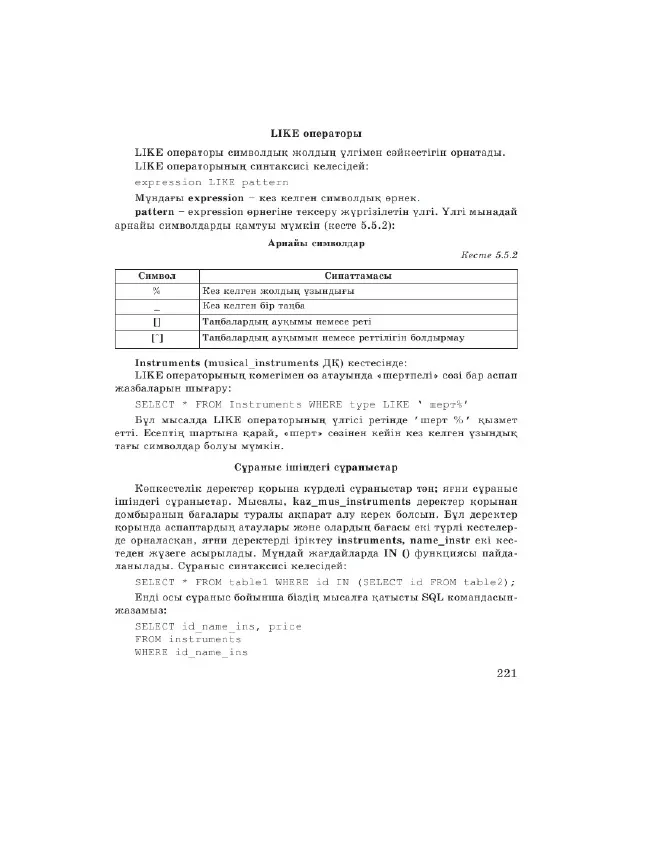 LIKE операторы
LIKE операторы символдық жолдың үлгімен сәйкестігін орнатады.
LIKE операторының синтаксисі келесідей:
expression LIKE pattern
Мұндағы expression – кез келген символдық өрнек.
pattern – expression өрнегіне тексеру жүргізілетін үлгі. Үлгі мынадай
арнайы символдарды қамтуы мүмкін (кесте 5.5.2):
Арнайы символдар
Кесте 5.5.2
Символ Сипаттамасы
% Кез келген жолдың ұзындығы
_ Кез келген бір таңба
[] Таңбалардың ауқымы немесе реті
[^] Таңбалардың ауқымын немесе реттілігін болдырмау
Instruments (musical_instruments ДҚ) кестесінде:
LIKE операторының көмегімен өз атауында «шертпелі» сөзі бар аспап
жазбаларын шығару:
SELECT * FROM Instruments WHERE type LIKE ‘ шерт%’
Бұл мысалда LIKE операторының үлгісі ретінде ’шерт %’ қызмет
етті. Есептің шартына қарай, «шерт» сөзінен кейін кез келген ұзындық
тағы символдар болуы мүмкін.
Сұраныс ішіндегі сұраныстар
Көпкестелік деректер қорына күрделі сұраныстар тән; яғни сұраныс
ішіндегі сұраныстар. Мысалы, kaz_mus_instruments деректер қорынан
домбыраның бағалары туралы ақпарат алу керек болсын. Бұл деректер
қорында аспаптардың атаулары және олардың бағасы екі түрлі кестелер-
де орналасқан, яғни деректерді іріктеу instruments, name_instr екі кес-
теден жүзеге асырылады. Мұндай жағдайларда IN () функциясы пайда-
ланылады. Сұраныс синтаксисі келесідей:
SELECT * FROM table1 WHERE id IN (SELECT id FROM table2);
Енді осы сұраныс бойынша біздің мысалға қатысты SQL командасын-
жазамыз:
SELECT id_name_ins, price
FROM instruments
WHERE id_name_ins
221